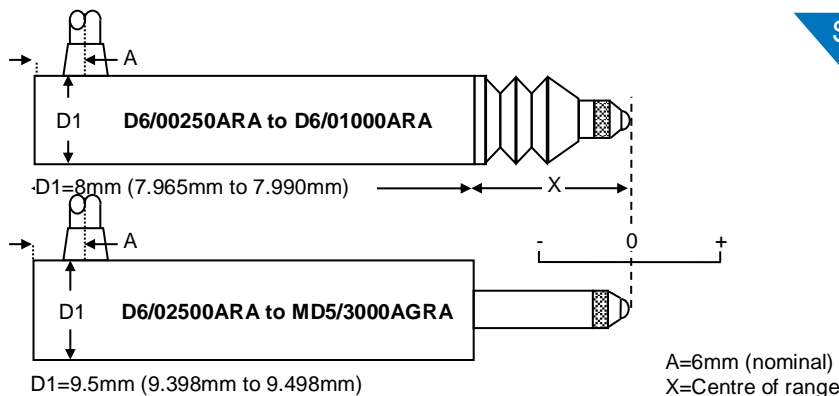 S
A
D1
D6/00250ARA to D6/01000ARA
D1=8mm (7.965mm to 7.990mm)
X
A
- 0 +
D1
D6/02500ARA to MD5/3000AGRA
D1=9.5mm (9.398mm to 9.498mm)
A=6mm (nominal)
X=Centre of range